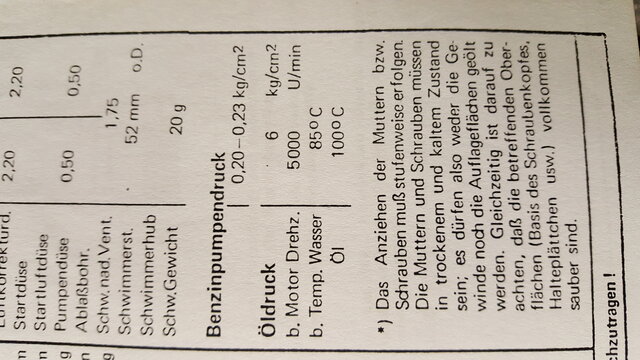 2,20 2,20
Startdüse
Startluftdüse
Pumpendüse 0,50 0,50
Ablaßbohr.
Schw. nad. Vent. 1,75
Schwimmerst. 52 mm o.D.
Schwimmerhub
Schw.Gewicht 20 g
Benzinpumpendruck
0,20–0,23 kg/cm2
Öldruck 6 kg/cm2
b. Motor Drehz. 5000 U/min
b. Temp. Wasser 85° C
Öl 100° C
*) Das Anziehen der Muttern bzw.
Schrauben muß stufenweise erfolgen.
Die Muttern und Schrauben müssen
in trockenem und kaltem Zustand
sein; es dürfen also weder die Ge-
winde noch die Auflageflächen geölt
werden. Gleichzeitig ist darauf zu
achten, daß die betreffenden Ober-
flächen (Basis des Schraubenkopfes,
Halteplättchen usw.) vollkommen
sauber sind.
chzutragen !